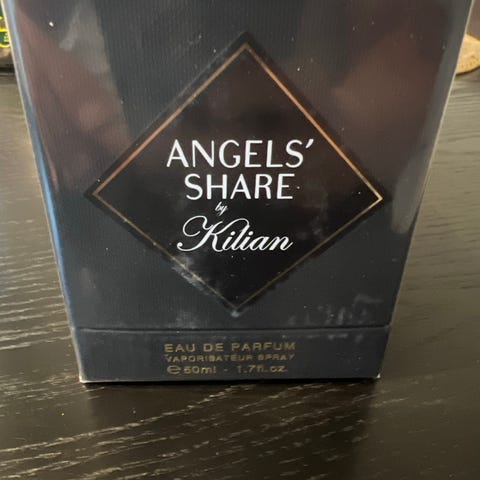 ANGELS'
SHARE
by
Kilian
EAU DE PARFUM
VAPORISATEUR SPRAY
℮50ml - 1.7fl.oz.